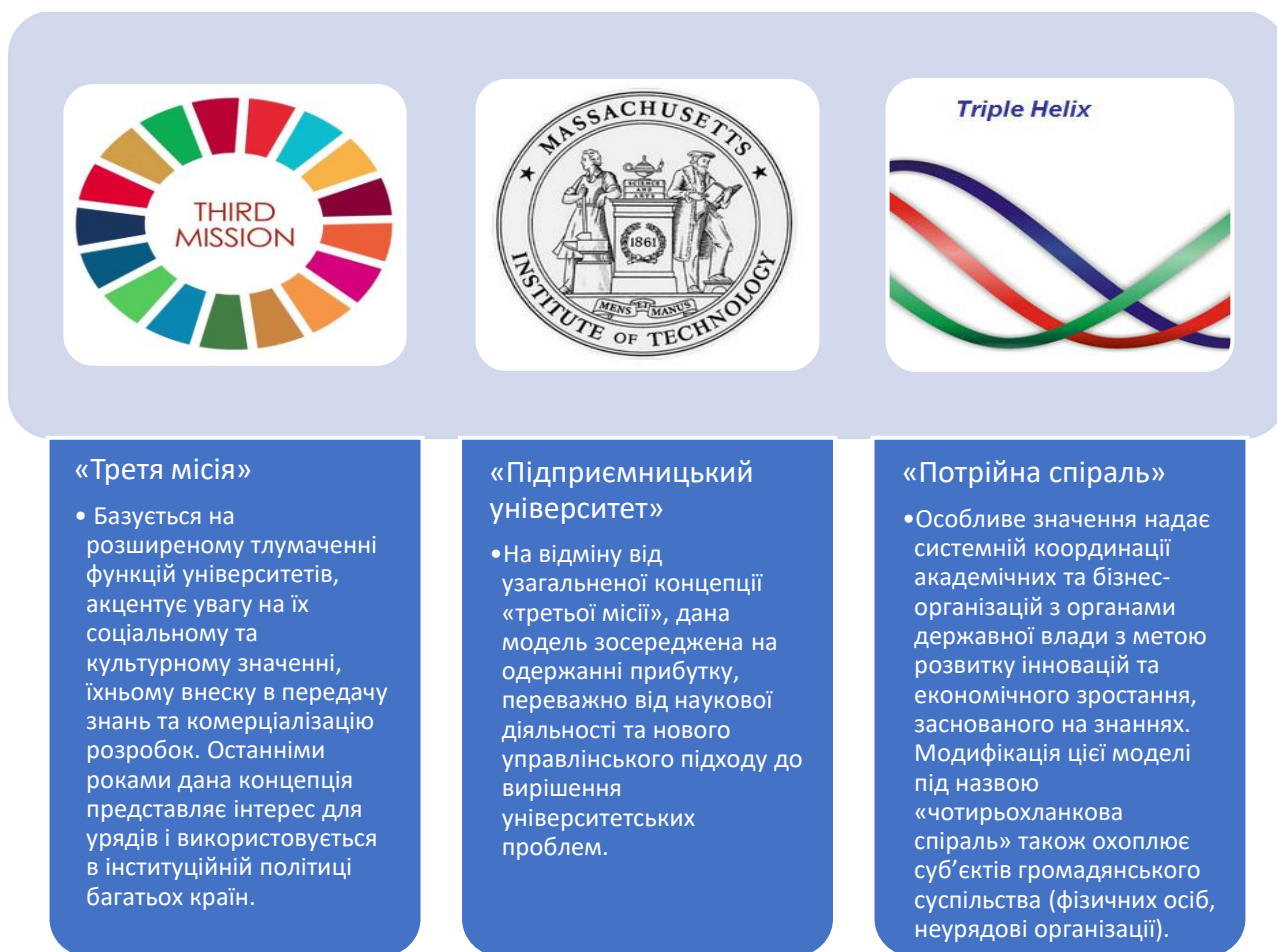 THIRD
MISSION
MASSACHUSETTS
INSTITUTE OF TECHNOLOGY
SCIENCE
AND
ARTS
1861
MENS ET MANUS
Triple Helix
«Третя місія»
• Базується на
розширеному тлумаченні
функцій університетів,
акцентує увагу на їх
соціальному та
культурному значенні,
їхньому внеску в передачу
знань та комерціалізацію
розробок. Останніми
роками дана концепція
представляє інтерес для
урядів і використовується
в інституційній політиці
багатьох країн.
«Підприємницький
університет»
•На відміну від
узагальненої концепції
«третьої місії», дана
модель зосереджена на
одержанні прибутку,
переважно від наукової
діяльності та нового
управлінського підходу до
вирішення
університетських
проблем.
«Потрійна спіраль»
•Особливе значення надає
системній координації
академічних та бізнес-
організацій з органами
державної влади з метою
розвитку інновацій та
економічного зростання,
заснованого на знаннях.
Модифікація цієї моделі
під назвою
«чотирьохланкова
спіраль» також охоплює
суб’єктів громадянського
суспільства (фізичних осіб,
неурядові організації).